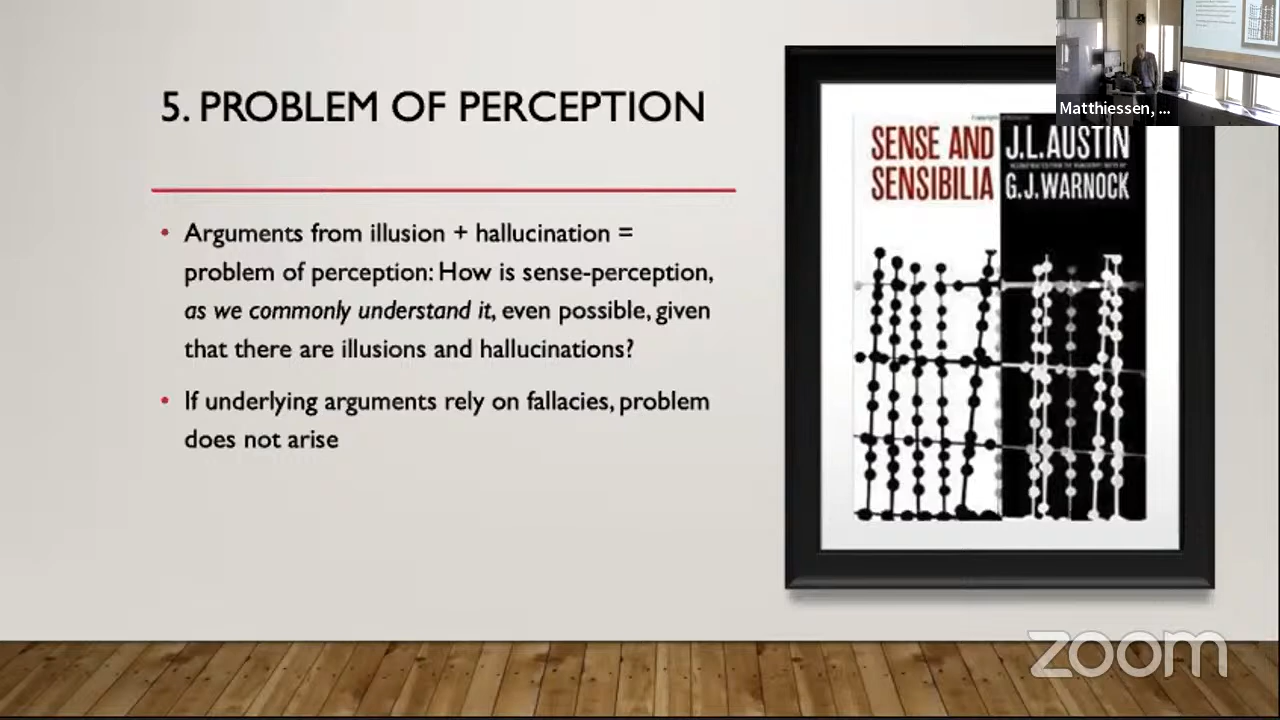 5. PROBLEM OF PERCEPTION
• Arguments from illusion + hallucination =
problem of perception: How is sense-perception,
as we commonly understand it, even possible, given
that there are illusions and hallucinations?
• If underlying arguments rely on fallacies, problem
does not arise
SENSE AND
SENSIBILIA
J.L.AUSTIN
G.J.WARNOCK
Matthiessen, ...
zoom